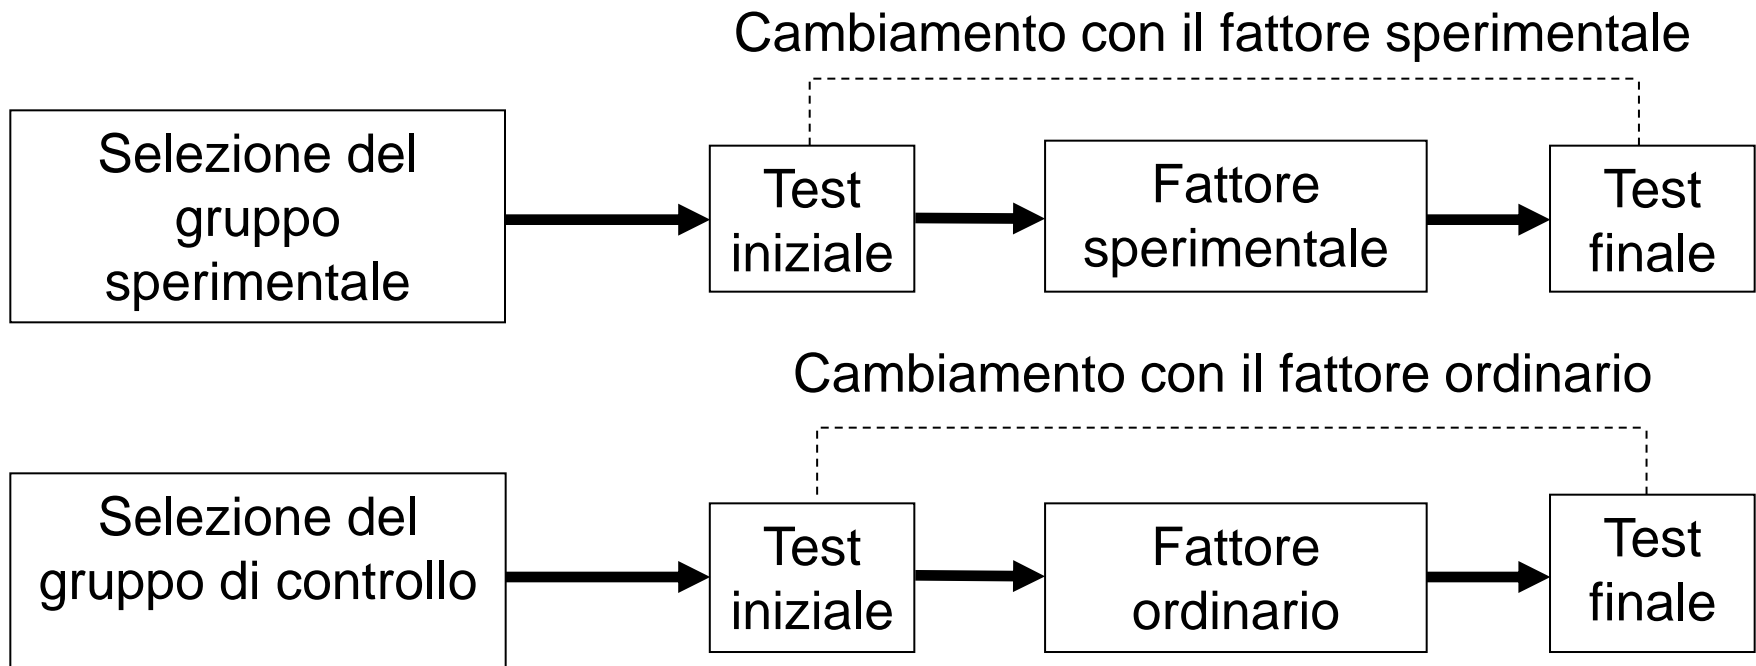 Cambiamento con il fattore sperimentale
Selezione del
gruppo
sperimentale
Test
iniziale
Fattore
sperimentale
Test
finale
Cambiamento con il fattore ordinario
Selezione del
gruppo di controllo
Test
iniziale
Fattore
ordinario
Test
finale